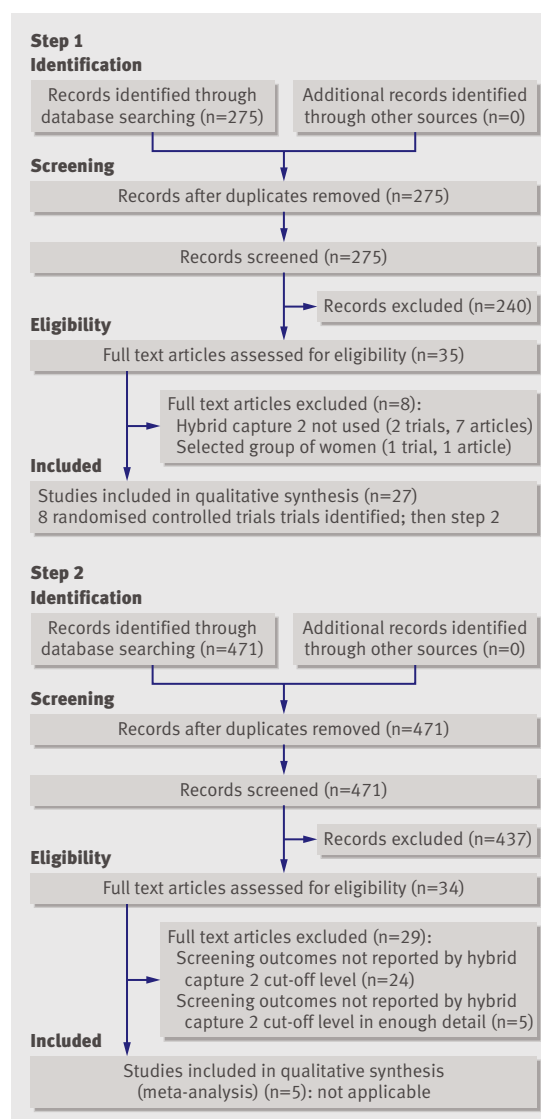 Step 1
Identification
Records identified through
database searching (n=275)
Additional records identified
through other sources (n=0)
Screening
Records after duplicates removed (n=275)
Records screened (n=275)
Records excluded (n=240)
Eligibility
Full text articles assessed for eligibility (n=35)
Full text articles excluded (n=8):
Hybrid capture 2 not used (2 trials, 7 articles)
Selected group of women (1 trial, 1 article)
Included
Studies included in qualitative synthesis (n=27)
8 randomised controlled trials trials identified; then step 2
Step 2
Identification
Records identified through
database searching (n=471)
Additional records identified
through other sources (n=0)
Screening
Records after duplicates removed (n=471)
Records screened (n=471)
Records excluded (n=437)
Eligibility
Full text articles assessed for eligibility (n=34)
Full text articles excluded (n=29):
Screening outcomes not reported by hybrid
capture 2 cut-off level (n=24)
Screening outcomes not reported by hybrid
capture 2 cut-off level in enough detail (n=5)
Included
Studies included in qualitative synthesis
(meta-analysis) (n=5): not applicable